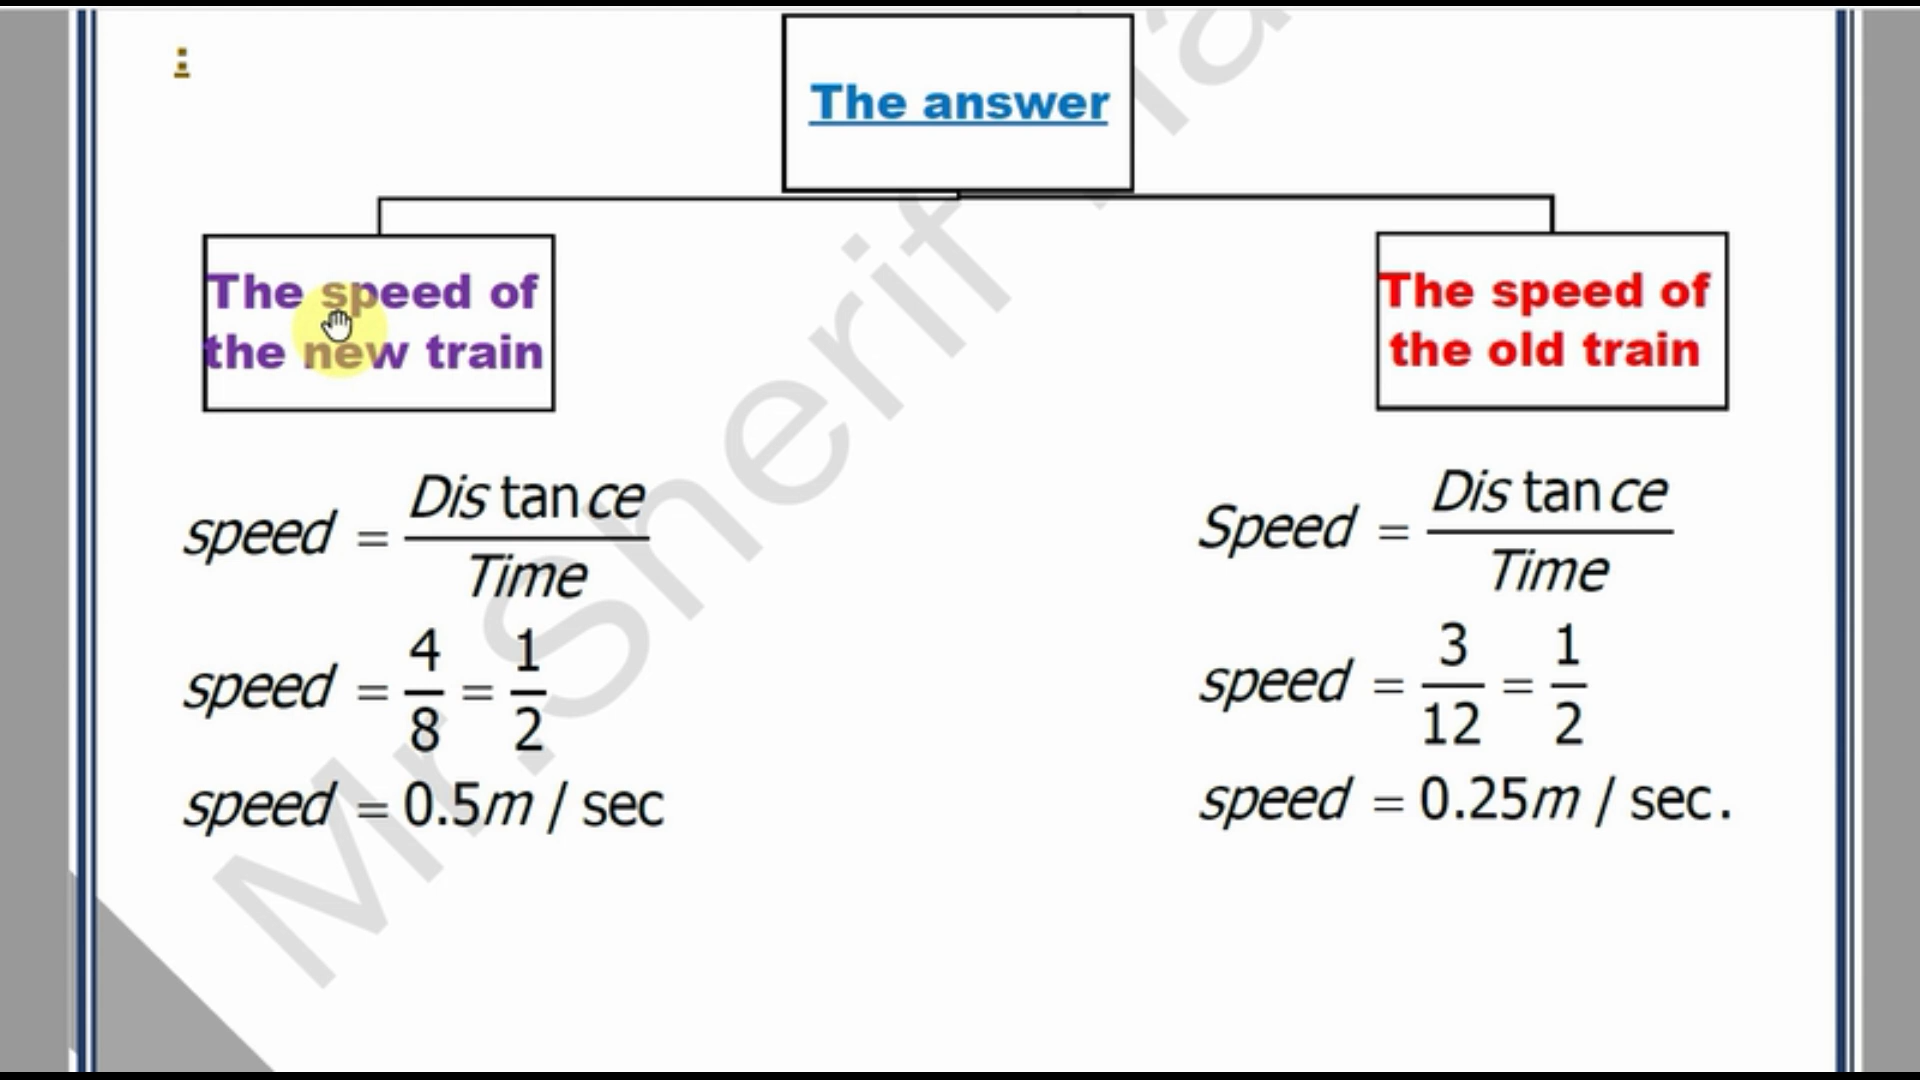 :
The answer
The speed of
the new train
The speed of
the old train
speed = Distance / Time
speed = 4/8 = 1/2
speed = 0.5m / sec
Speed = Distance / Time
speed = 3/12 = 1/2
speed = 0.25m / sec.
Mr. Sherif